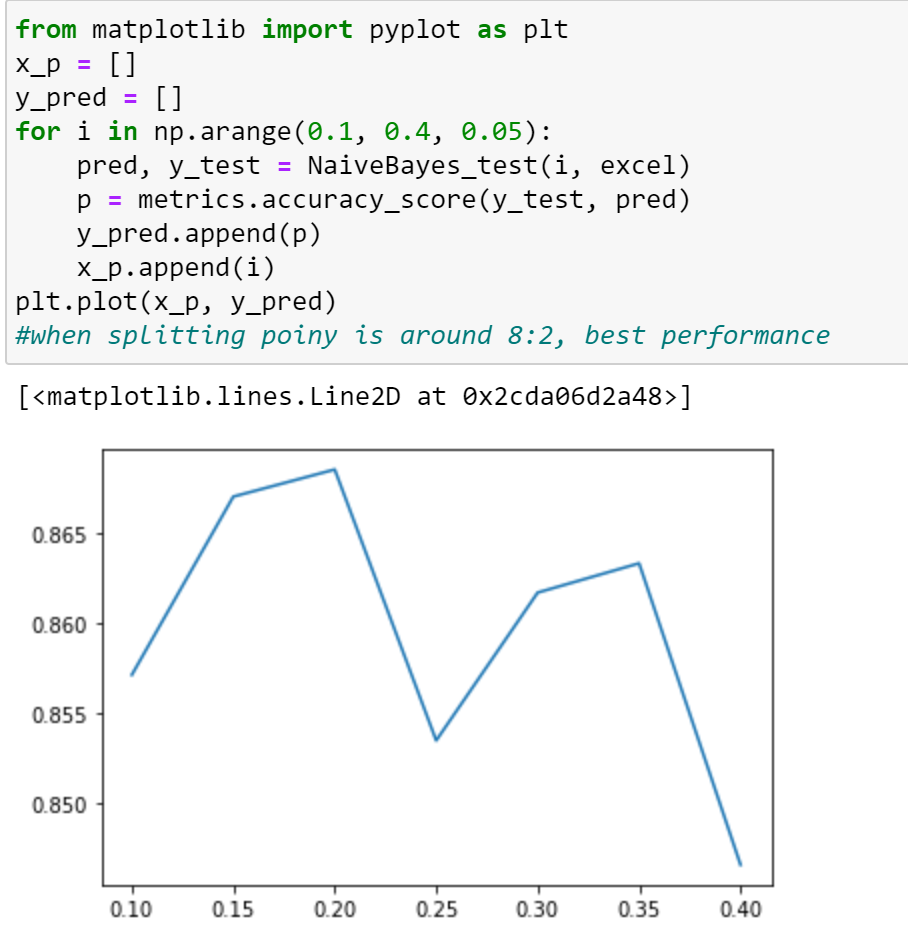 from matplotlib import pyplot as plt
x_p = []
y_pred = []
for i in np.arange(0.1, 0.4, 0.05):
    pred, y_test = NaiveBayes_test(i, excel)
    p = metrics.accuracy_score(y_test, pred)
    y_pred.append(p)
    x_p.append(i)
plt.plot(x_p, y_pred)
#when splitting poiny is around 8:2, best performance
[<matplotlib.lines.Line2D at 0x2cda06d2a48>]
0.865
0.860
0.855
0.850
0.10 0.15 0.20 0.25 0.30 0.35 0.40